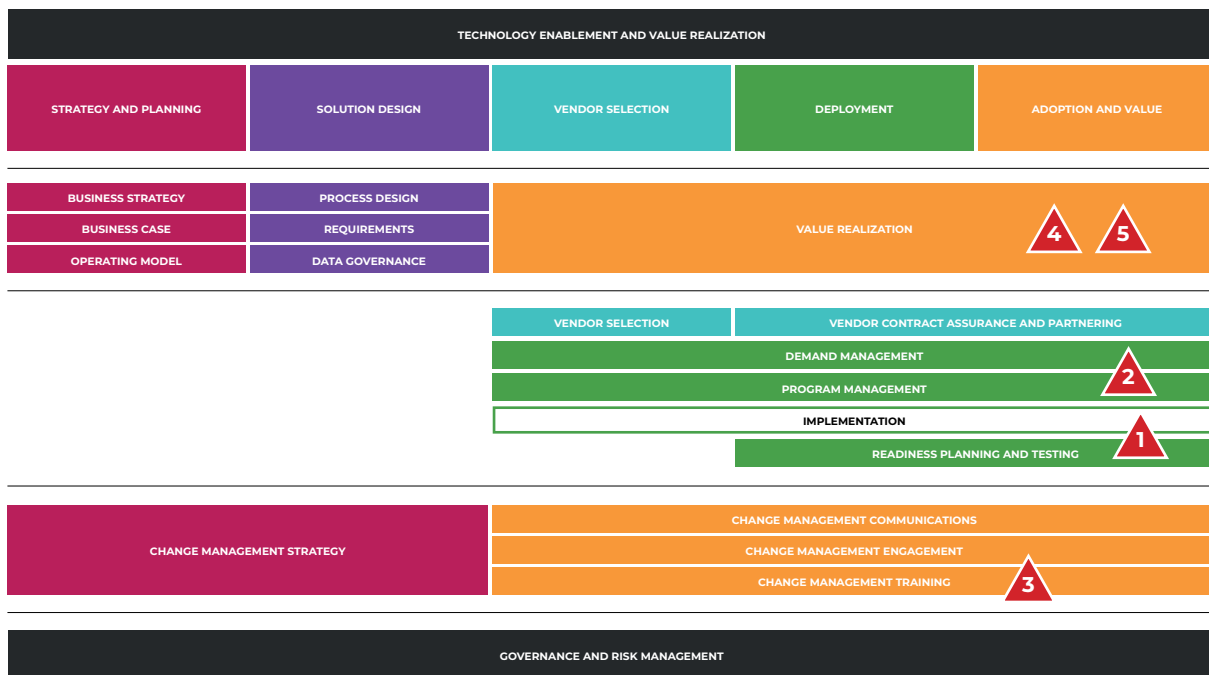 TECHNOLOGY ENABLEMENT AND VALUE REALIZATION
STRATEGY AND PLANNING
SOLUTION DESIGN
VENDOR SELECTION
DEPLOYMENT
ADOPTION AND VALUE
BUSINESS STRATEGY
PROCESS DESIGN
BUSINESS CASE
REQUIREMENTS
VALUE REALIZATION
4
5
OPERATING MODEL
DATA GOVERNANCE
VENDOR SELECTION
VENDOR CONTRACT ASSURANCE AND PARTNERING
DEMAND MANAGEMENT
2
PROGRAM MANAGEMENT
IMPLEMENTATION
1
READINESS PLANNING AND TESTING
CHANGE MANAGEMENT STRATEGY
CHANGE MANAGEMENT COMMUNICATIONS
CHANGE MANAGEMENT ENGAGEMENT
CHANGE MANAGEMENT TRAINING
3
GOVERNANCE AND RISK MANAGEMENT